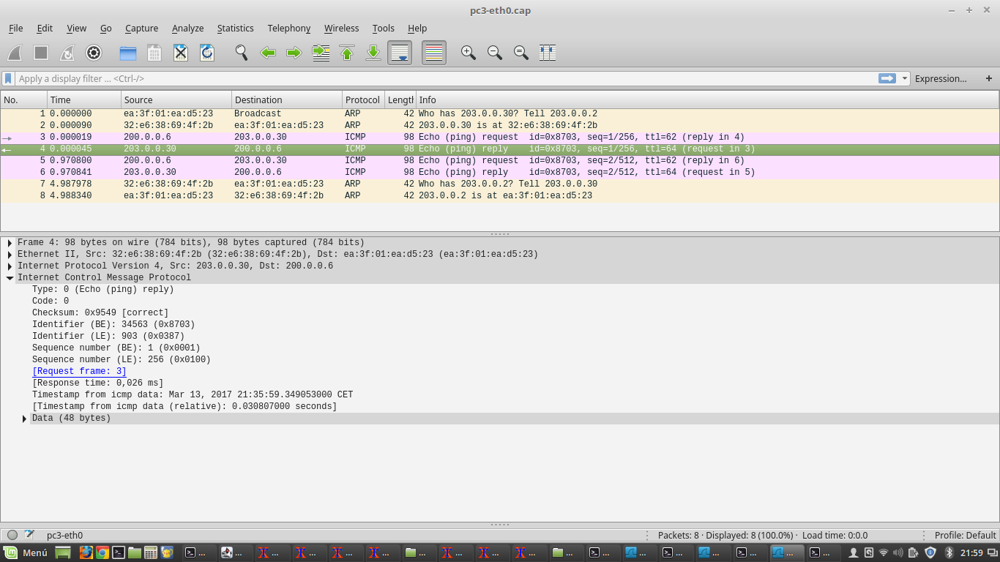 pc3-eth0.cap
File Edit View Go Capture Analyze Statistics Telephony Wireless Tools Help
Apply a display filter ... <Ctrl-/> Expression... +
No. Time Source Destination Protocol Length Info
1 0.000000 ea:3f:01:ea:d5:23 Broadcast ARP 42 Who has 203.0.0.30? Tell 203.0.0.2
2 0.000090 32:e6:38:69:4f:2b ea:3f:01:ea:d5:23 ARP 42 203.0.0.30 is at 32:e6:38:69:4f:2b
3 0.000019 200.0.0.6 203.0.0.30 ICMP 98 Echo (ping) request id=0x8703, seq=1/256, ttl=62 (reply in 4)
4 0.000045 203.0.0.30 200.0.0.6 ICMP 98 Echo (ping) reply id=0x8703, seq=1/256, ttl=64 (request in 3)
5 0.970800 200.0.0.6 203.0.0.30 ICMP 98 Echo (ping) request id=0x8703, seq=2/512, ttl=62 (reply in 6)
6 0.970841 203.0.0.30 200.0.0.6 ICMP 98 Echo (ping) reply id=0x8703, seq=2/512, ttl=64 (request in 5)
7 4.987978 32:e6:38:69:4f:2b ea:3f:01:ea:d5:23 ARP 42 Who has 203.0.0.2? Tell 203.0.0.30
8 4.988340 ea:3f:01:ea:d5:23 32:e6:38:69:4f:2b ARP 42 203.0.0.2 is at ea:3f:01:ea:d5:23
Frame 4: 98 bytes on wire (784 bits), 98 bytes captured (784 bits)
Ethernet II, Src: 32:e6:38:69:4f:2b (32:e6:38:69:4f:2b), Dst: ea:3f:01:ea:d5:23 (ea:3f:01:ea:d5:23)
Internet Protocol Version 4, Src: 203.0.0.30, Dst: 200.0.0.6
Internet Control Message Protocol
Type: 0 (Echo (ping) reply)
Code: 0
Checksum: 0x9549 [correct]
Identifier (BE): 34563 (0x8703)
Identifier (LE): 903 (0x0387)
Sequence number (BE): 1 (0x0001)
Sequence number (LE): 256 (0x0100)
[Request frame: 3]
[Response time: 0,026 ms]
Timestamp from icmp data: Mar 13, 2017 21:35:59.349053000 CET
[Timestamp from icmp data (relative): 0.030807000 seconds]
Data (48 bytes)
pc3-eth0 Packets: 8 · Displayed: 8 (100.0%) · Load time: 0:0.0 Profile: Default
Menú ... ... ... ... ... ... ... ... ... ... ... ... ... ... ... ... ... ... 21:59